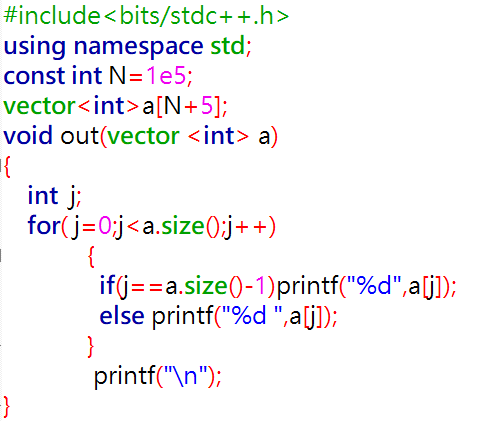 #include<bits/stdc++.h>
using namespace std;
const int N=1e5;
vector<int>a[N+5];
void out(vector <int> a)
{
int j;
for(j=0;j<a.size();j++)
{
if(j==a.size()-1)printf("%d",a[j]);
else printf("%d ",a[j]);
}
printf("\n");
}